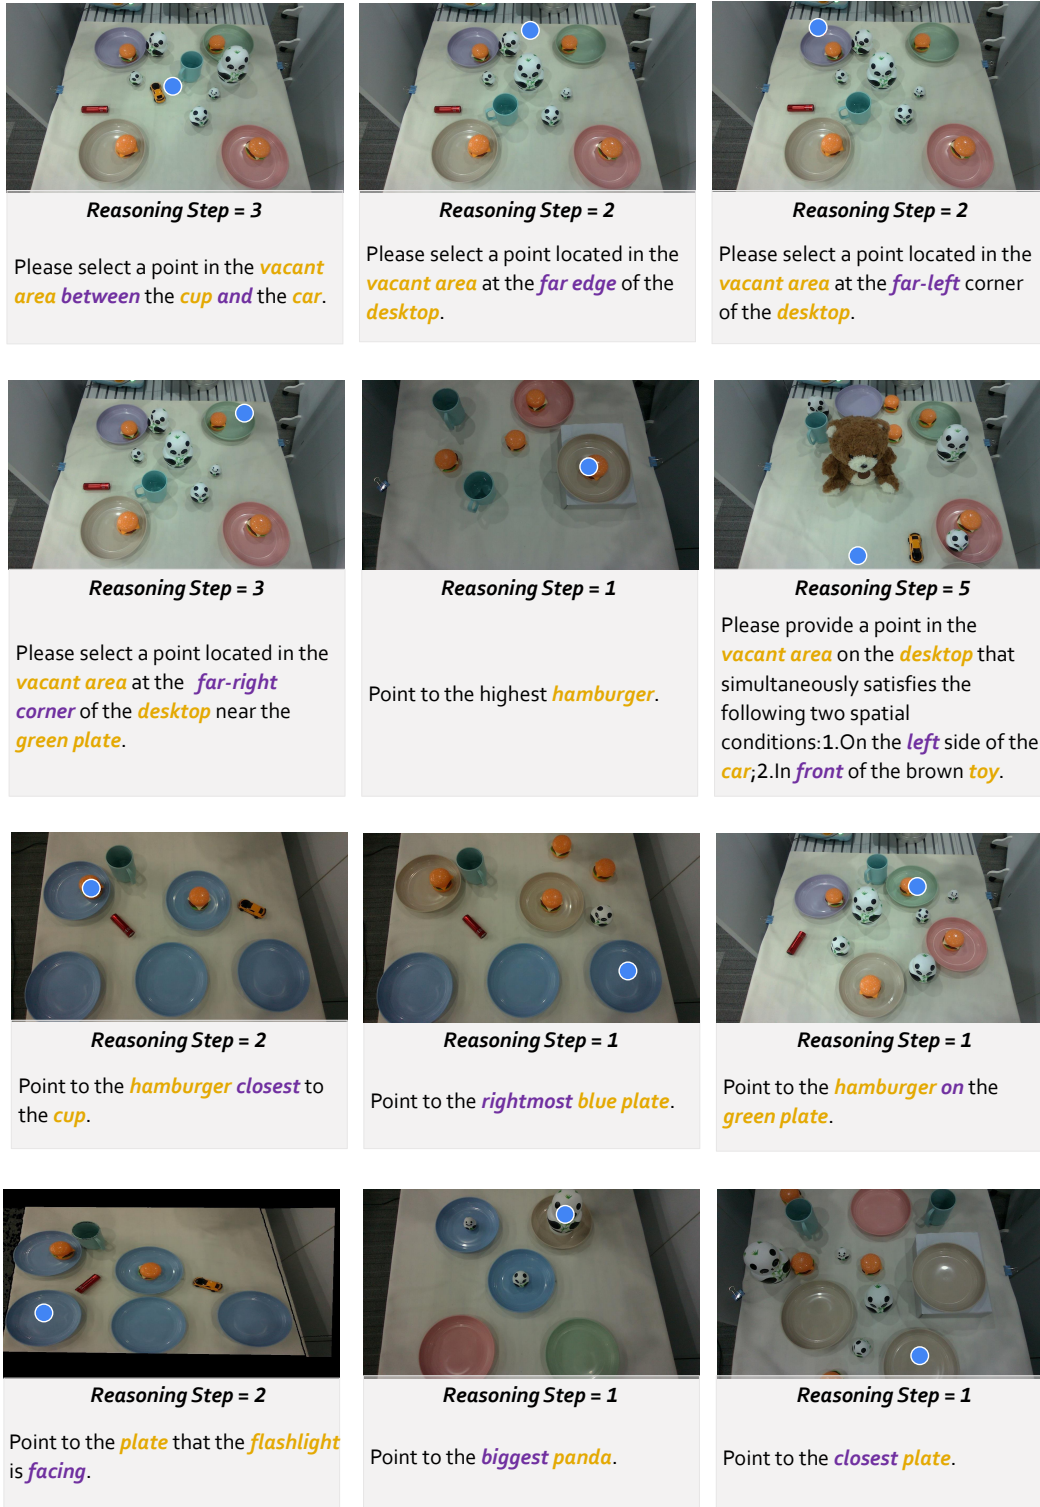 Reasoning Step = 3
Please select a point in the vacant
area between the cup and the car.
Reasoning Step = 2
Please select a point located in the
vacant area at the far edge of the
desktop.
Reasoning Step = 2
Please select a point located in the
vacant area at the far-left corner
of the desktop.
Reasoning Step = 3
Please select a point located in the
vacant area at the far-right
corner of the desktop near the
green plate.
Reasoning Step = 1
Point to the highest hamburger.
Reasoning Step = 5
Please provide a point in the
vacant area on the desktop that
simultaneously satisfies the
following two spatial
conditions:1.On the left side of the
car;2.In front of the brown toy.
Reasoning Step = 2
Point to the hamburger closest to
the cup.
Reasoning Step = 1
Point to the rightmost blue plate.
Reasoning Step = 1
Point to the hamburger on the
green plate.
Reasoning Step = 2
Point to the plate that the flashlight
is facing.
Reasoning Step = 1
Point to the biggest panda.
Reasoning Step = 1
Point to the closest plate.